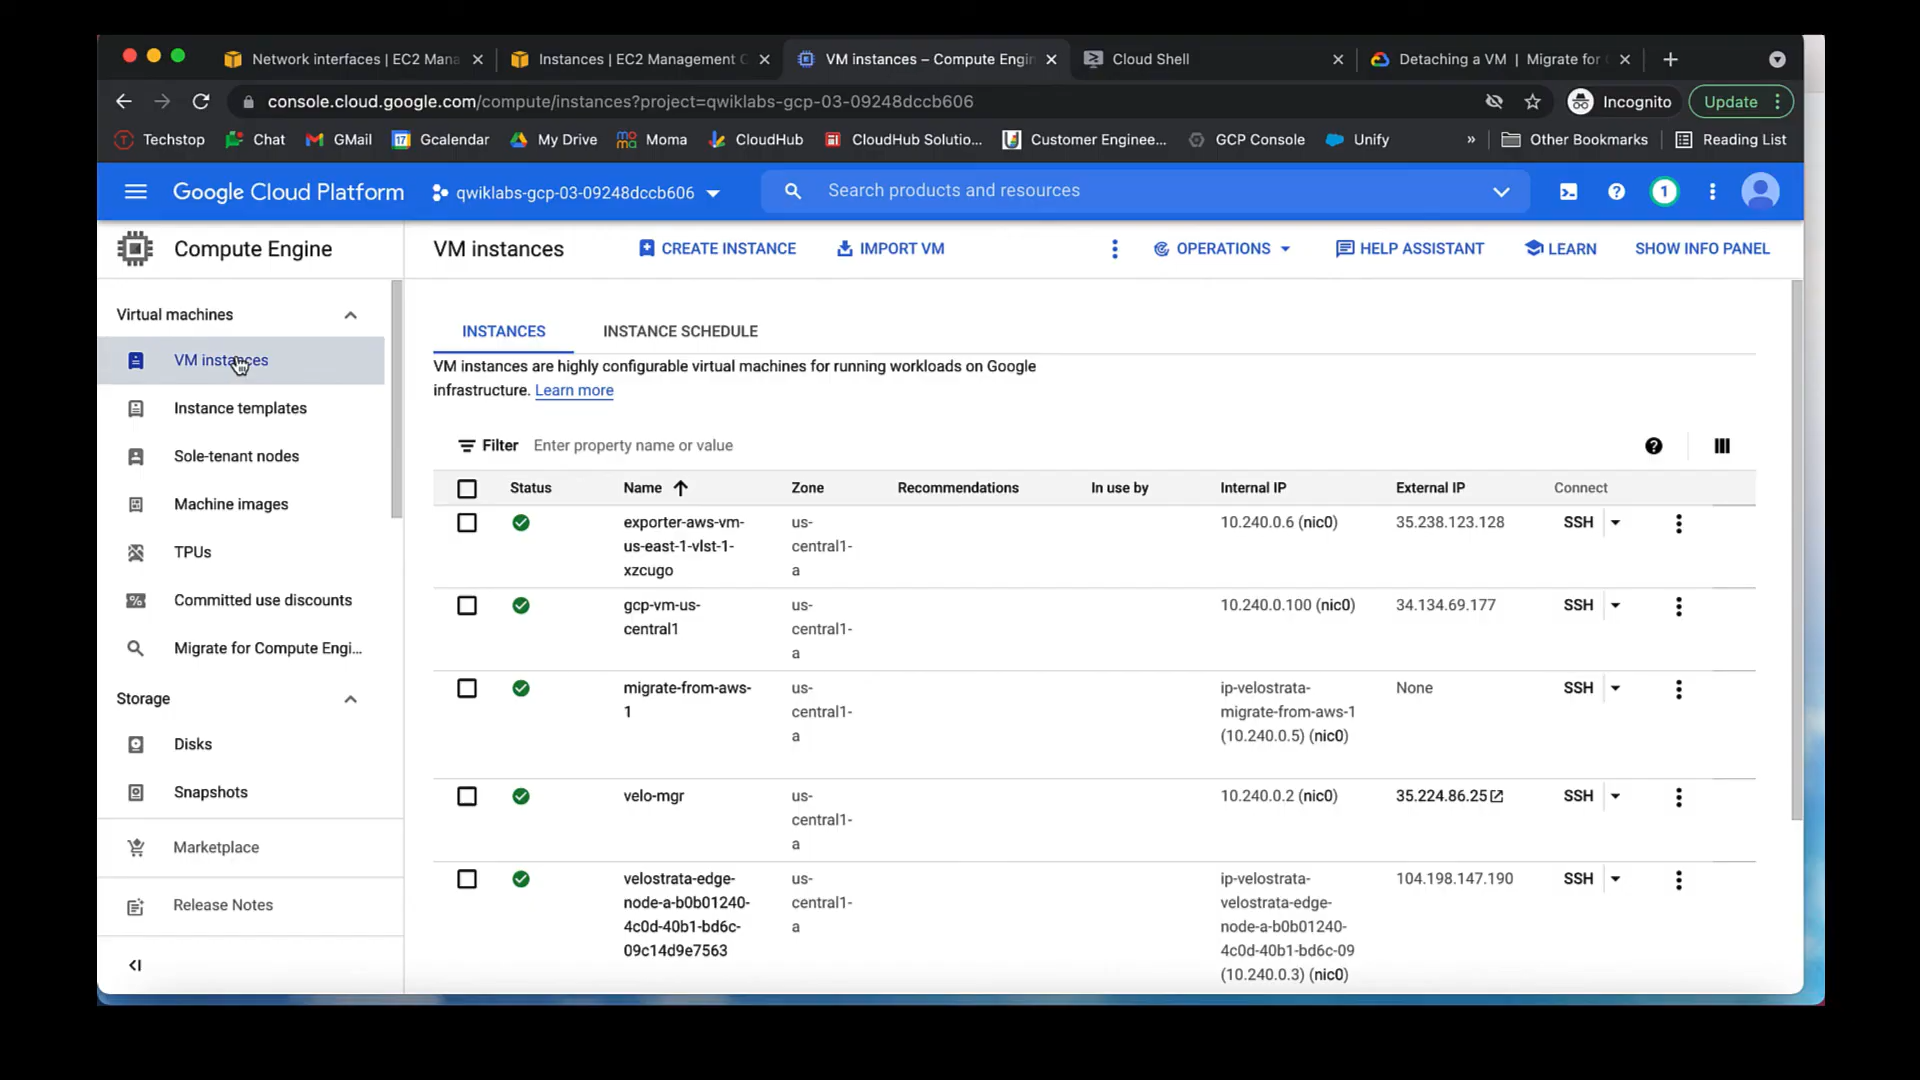 Network interfaces | EC2 Mana
Instances | EC2 Management C
VM instances – Compute Engin
Cloud Shell
Detaching a VM | Migrate for
console.cloud.google.com/compute/instances?project=qwiklabs-gcp-03-09248dccb606
Incognito
Update
Techstop
Chat
GMail
17
Gcalendar
My Drive
mo ma
Moma
CloudHub
CloudHub Solutio...
Customer Enginee...
GCP Console
Unify
»
Other Bookmarks
Reading List
Google Cloud Platform
qwiklabs-gcp-03-09248dccb606
Search products and resources
1
Compute Engine
VM instances
CREATE INSTANCE
IMPORT VM
OPERATIONS
HELP ASSISTANT
LEARN
SHOW INFO PANEL
Virtual machines
VM instances
Instance templates
Sole-tenant nodes
Machine images
TPUs
Committed use discounts
Migrate for Compute Engi...
Storage
Disks
Snapshots
Marketplace
Release Notes
INSTANCES
INSTANCE SCHEDULE
VM instances are highly configurable virtual machines for running workloads on Google
infrastructure. Learn more
Filter Enter property name or value
Status Name Zone Recommendations In use by Internal IP External IP Connect
exporter-aws-vm-
us-east-1-vlst-1-
xzcugo
us-
central1-
a
10.240.0.6 (nic0)
35.238.123.128
SSH
gcp-vm-us-
central1
us-
central1-
a
10.240.0.100 (nic0)
34.134.69.177
SSH
migrate-from-aws-
1
us-
central1-
a
ip-velostrata-
migrate-from-aws-1
(10.240.0.5) (nic0)
None
SSH
velo-mgr
us-
central1-
a
10.240.0.2 (nic0)
35.224.86.25
SSH
velostrata-edge-
node-a-b0b01240-
4c0d-40b1-bd6c-
09c14d9e7563
us-
central1-
a
ip-velostrata-
velostrata-edge-
node-a-b0b01240-
4c0d-40b1-bd6c-09
(10.240.0.3) (nic0)
104.198.147.190
SSH